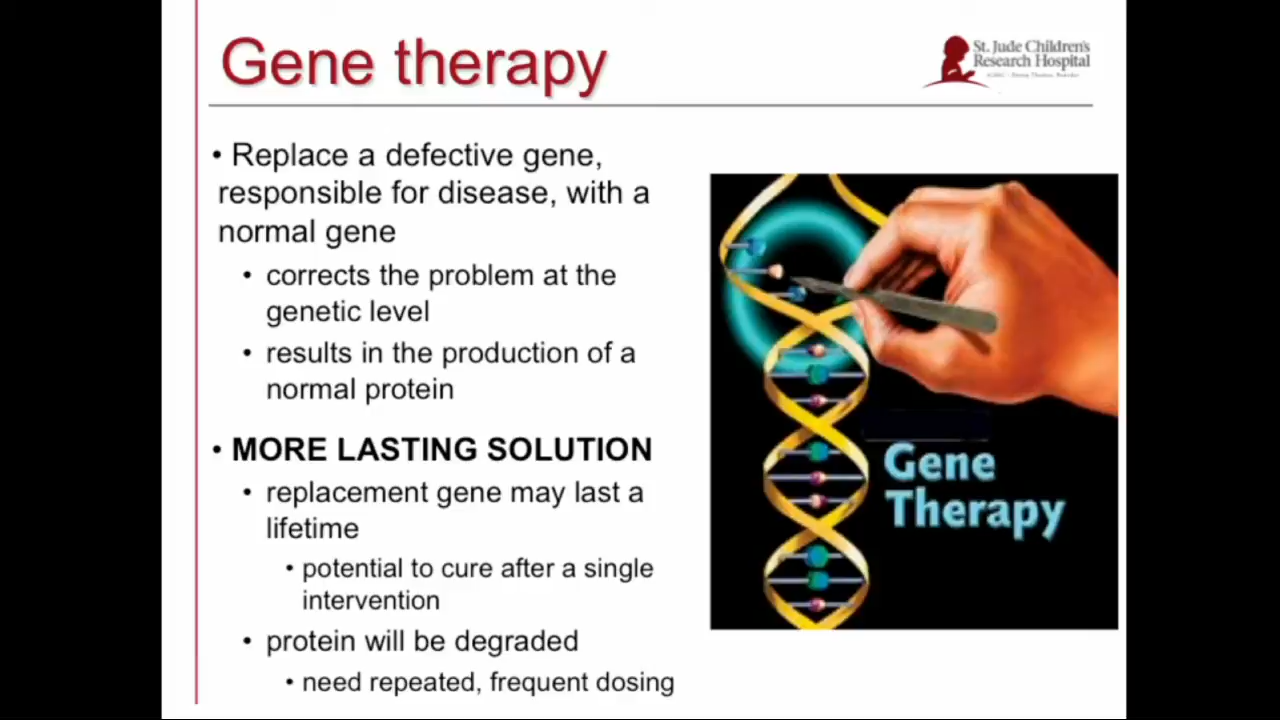 Gene therapy
St. Jude Children's
Research Hospital
• Replace a defective gene,
responsible for disease, with a
normal gene
• corrects the problem at the
genetic level
• results in the production of a
normal protein
• MORE LASTING SOLUTION
• replacement gene may last a
lifetime
• potential to cure after a single
intervention
• protein will be degraded
• need repeated, frequent dosing
Gene
Therapy